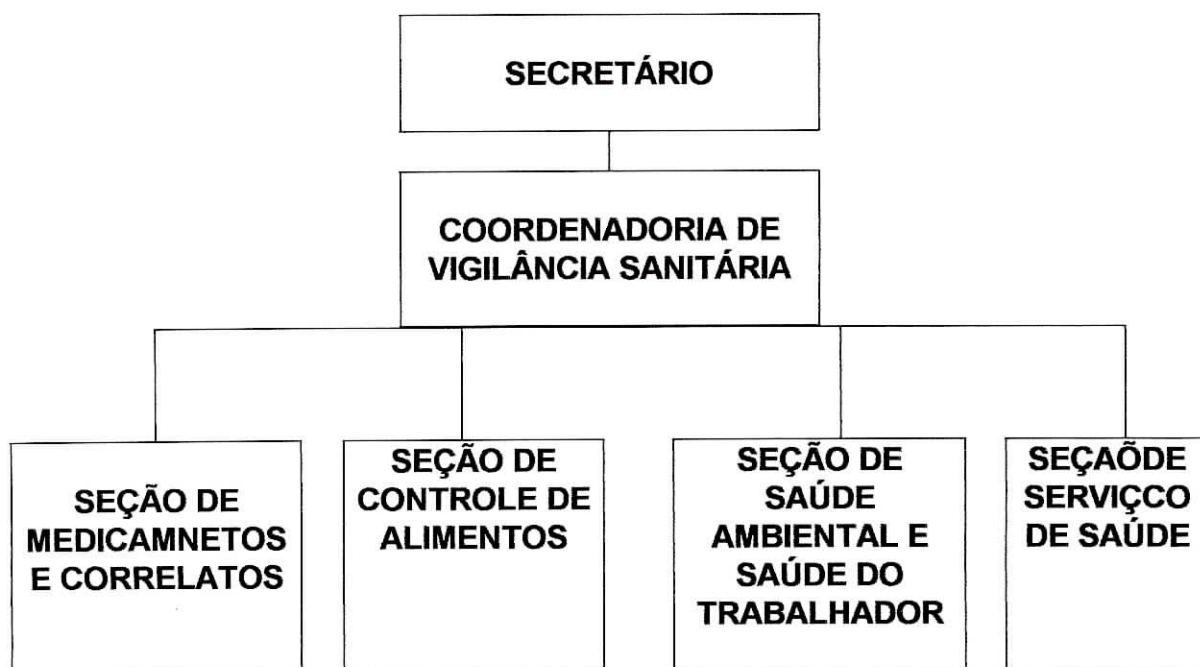 SECRETÁRIO
COORDENADORIA DE
VIGILÂNCIA SANITÁRIA
SEÇÃO DE
MEDICAMNETOS
E CORRELATOS
SEÇÃO DE
CONTROLE DE
ALIMENTOS
SEÇÃO DE
SAÚDE
AMBIENTAL E
SAÚDE DO
TRABALHADOR
SEÇAÕDE
SERVIÇCO
DE SAÚDE